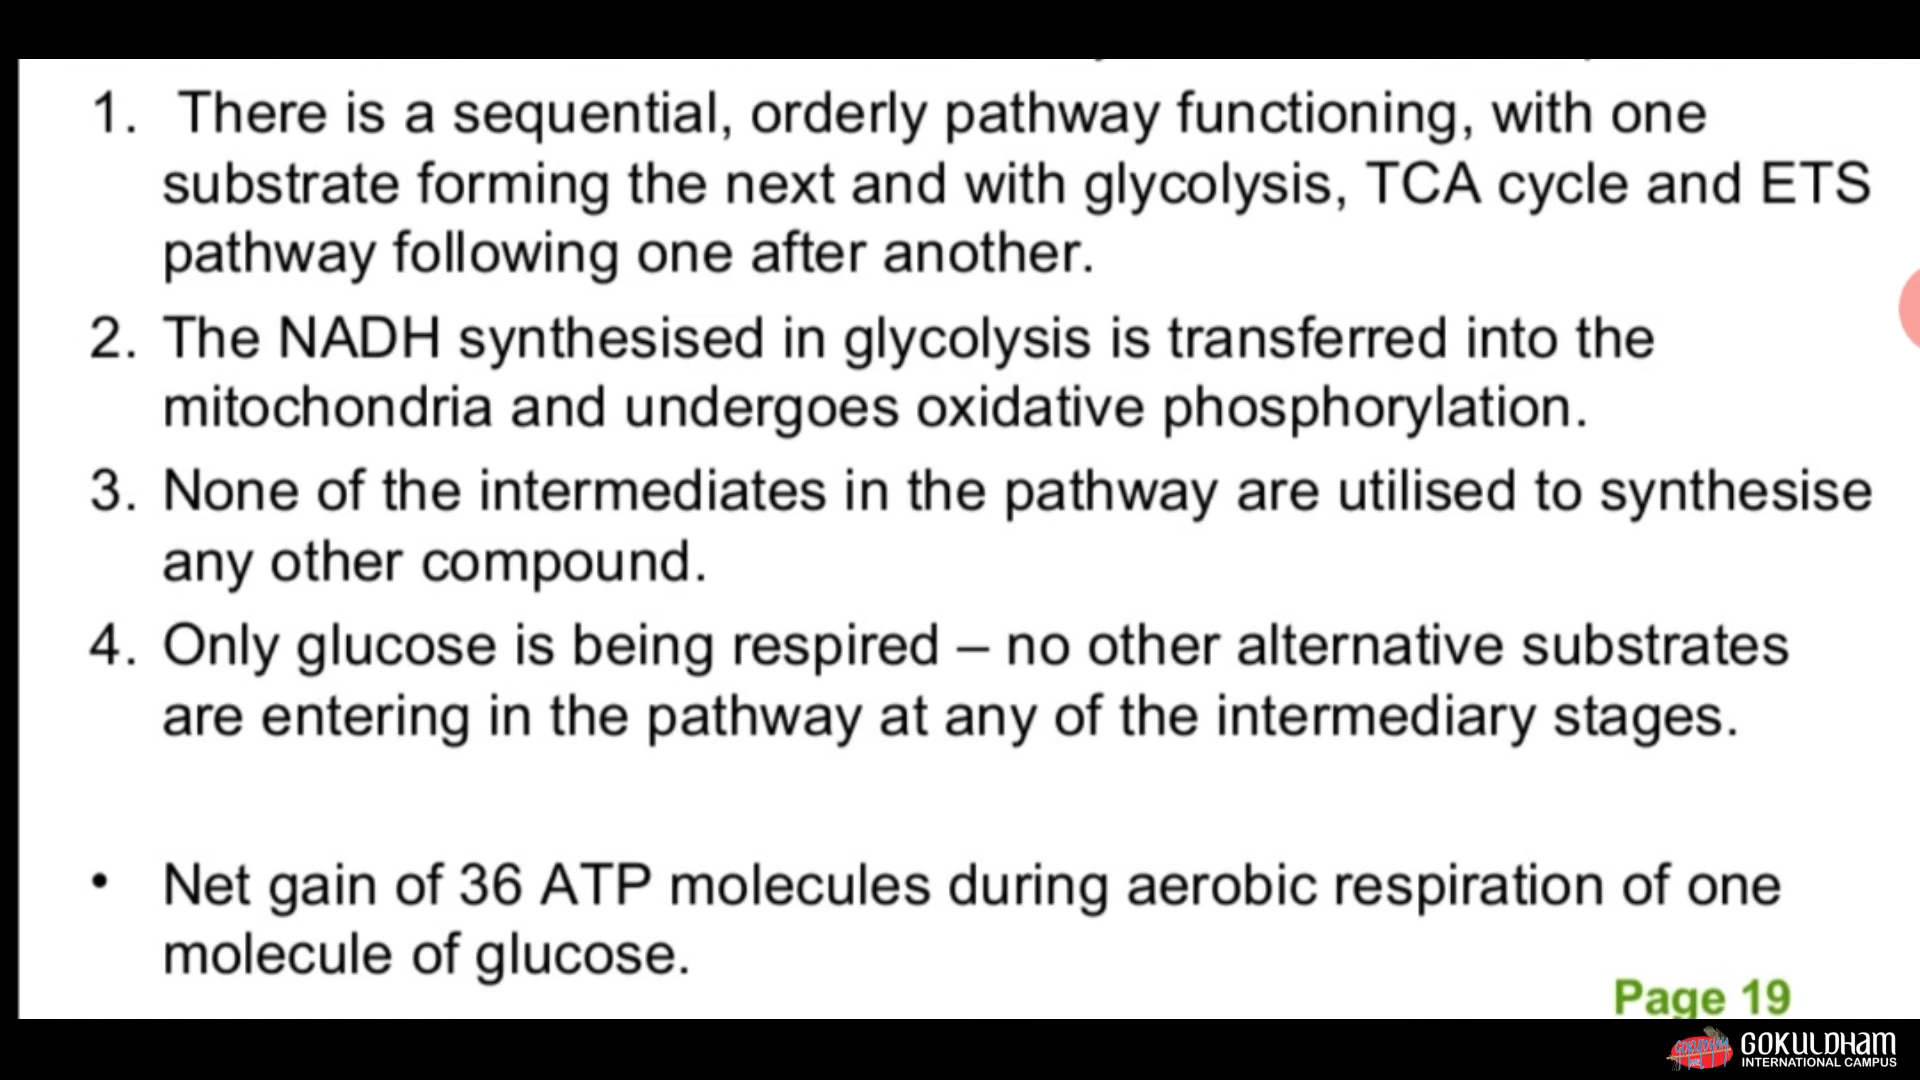 1. There is a sequential, orderly pathway functioning, with one
substrate forming the next and with glycolysis, TCA cycle and ETS
pathway following one after another.
2. The NADH synthesised in glycolysis is transferred into the
mitochondria and undergoes oxidative phosphorylation.
3. None of the intermediates in the pathway are utilised to synthesise
any other compound.
4. Only glucose is being respired – no other alternative substrates
are entering in the pathway at any of the intermediary stages.
• Net gain of 36 ATP molecules during aerobic respiration of one
molecule of glucose.
Page 19
GOKULDHAM
INTERNATIONAL CAMPUS